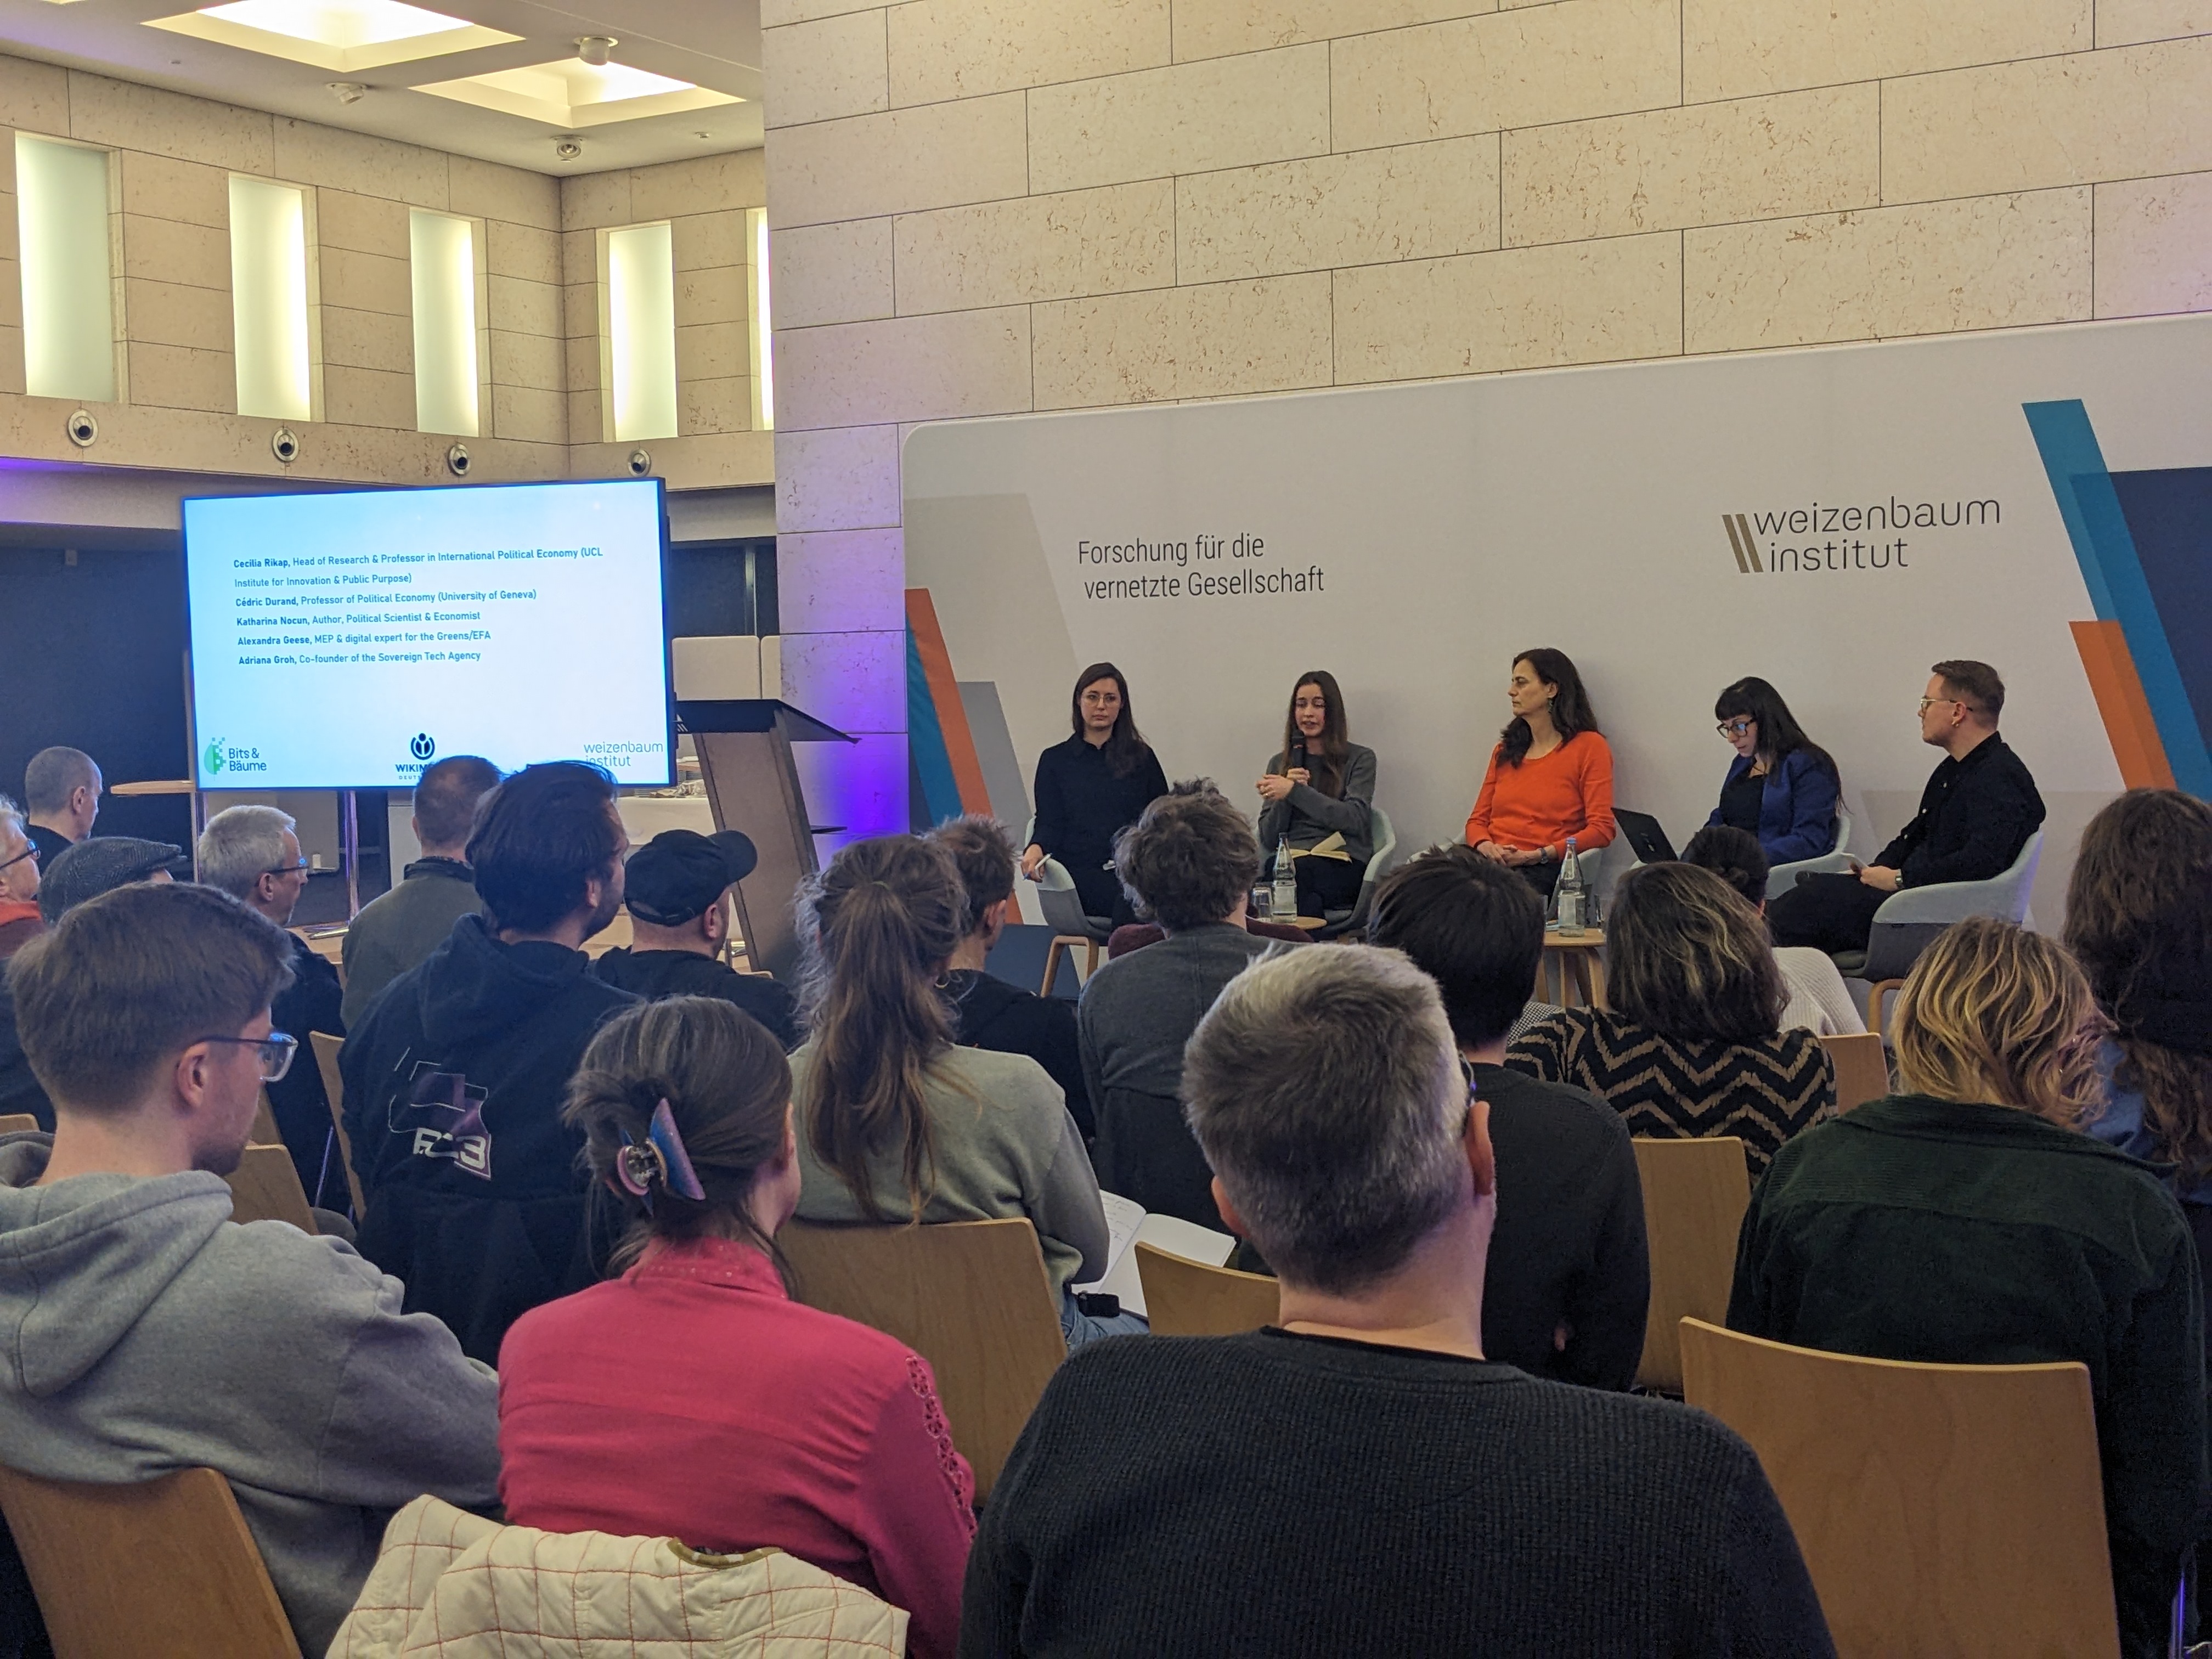 Cecilia Rikap, Head of Research & Professor in International Political Economy (UCL
Institute for Innovation & Public Purpose)
Cédric Durand, Professor of Political Economy (University of Geneva)
Katharina Nocun, Author, Political Scientist & Economist
Alexandra Geese, MEP & digital expert for the Greens/EFA
Adriana Groh, Co-founder of the Sovereign Tech Agency
Bits &
Bäume
weizenbaum
institut
Forschung für die
vernetzte Gesellschaft
weizenbaum
institut